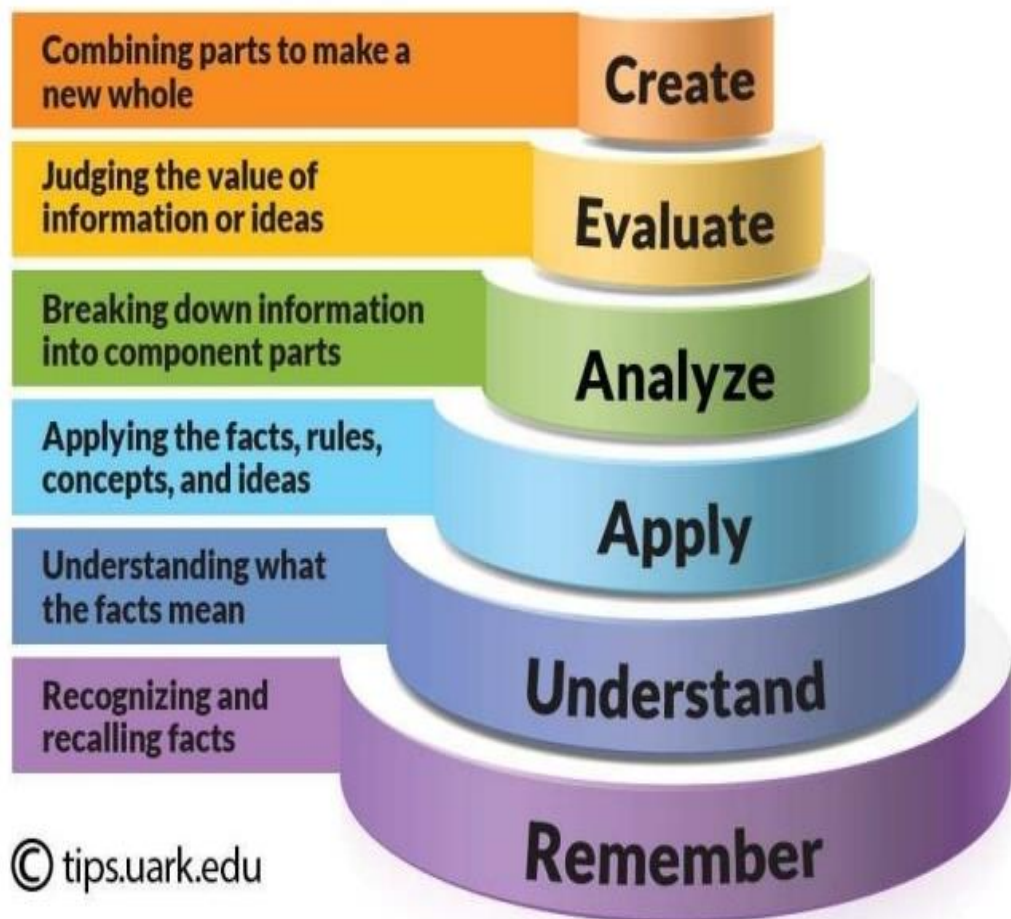 Combining parts to make a
new whole
Create
Judging the value of
information or ideas
Evaluate
Breaking down information
into component parts
Analyze
Applying the facts, rules,
concepts, and ideas
Apply
Understanding what
the facts mean
Understand
Recognizing and
recalling facts
Remember
© tips.uark.edu